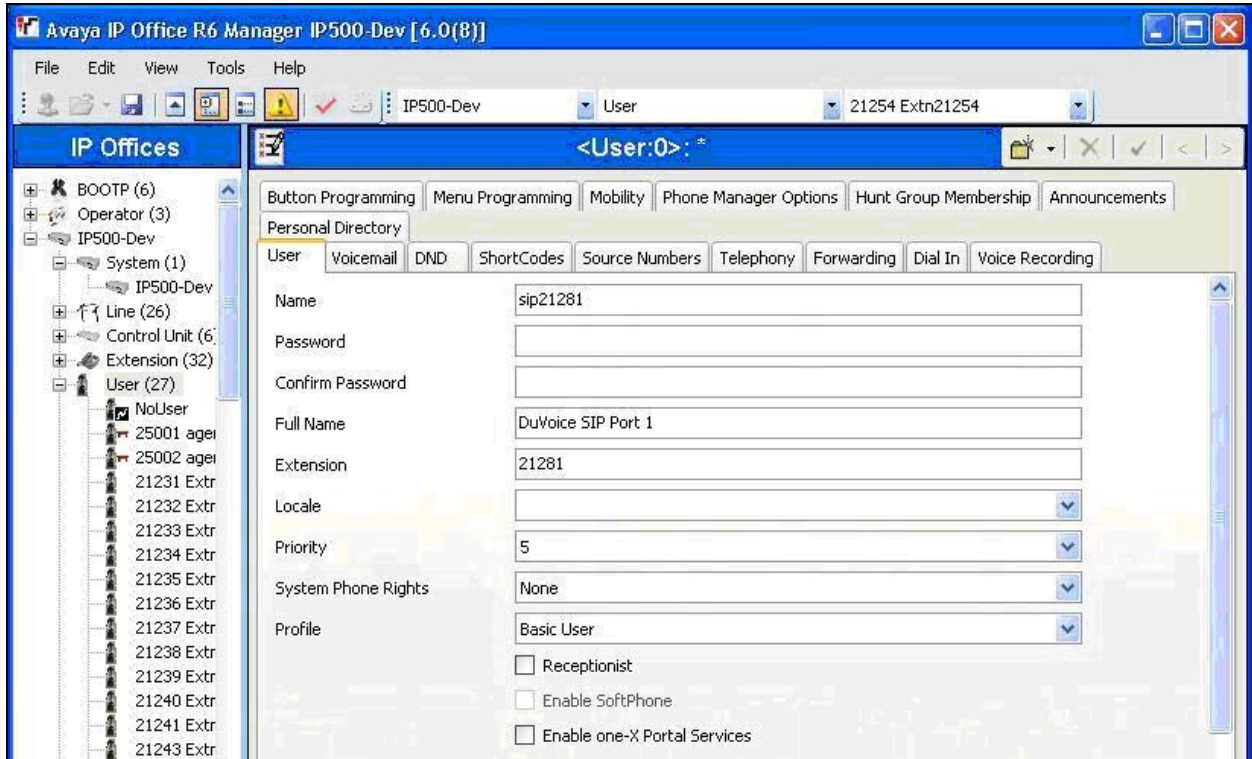 Avaya IP Office R6 Manager IP500-Dev [6.0(8)]
File Edit View Tools Help
IP500-Dev User 21254 Extn21254
IP Offices
<User:0>: *
BOOTP (6)
Operator (3)
IP500-Dev
System (1)
IP500-Dev
Line (26)
Control Unit (6
Extension (32)
User (27)
NoUser
25001 ager
25002 ager
21231 Extr
21232 Extr
21233 Extr
21234 Extr
21235 Extr
21236 Extr
21237 Extr
21238 Extr
21239 Extr
21240 Extr
21241 Extr
21243 Extr
Button Programming Menu Programming Mobility Phone Manager Options Hunt Group Membership Announcements
Personal Directory
User Voicemail DND ShortCodes Source Numbers Telephony Forwarding Dial In Voice Recording
Name sip21281
Password
Confirm Password
Full Name DuVoice SIP Port 1
Extension 21281
Locale
Priority 5
System Phone Rights None
Profile Basic User
Receptionist
Enable SoftPhone
Enable one-X Portal Services